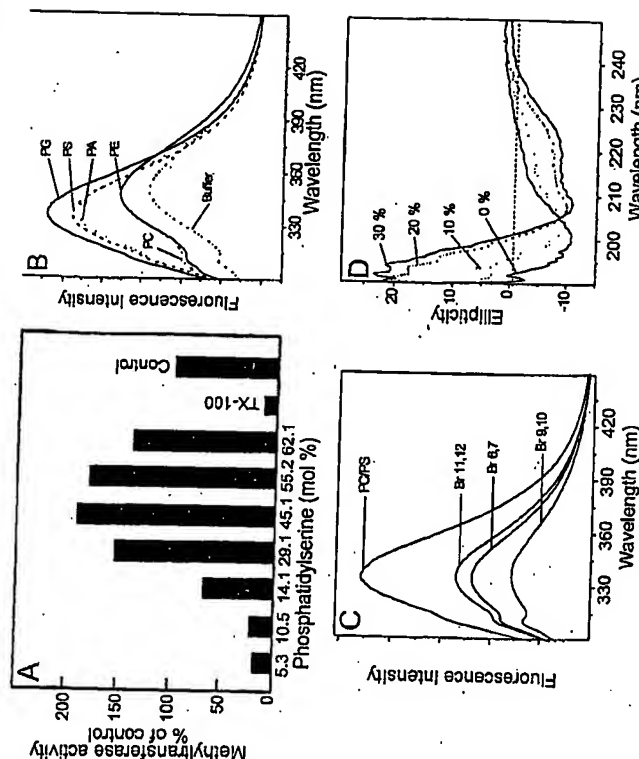 A
Methyltransferase activity
% of control
200
150
100
50
0
5.3 10.5 14.1 29.1 45.1 55.2 62.1
TX-100
Control
Phosphatidylserine (mol %)
B
Fluorescence Intensity
PG
PS
PA
PE
PC
Buffer
330 360 390 420
Wavelength (nm)
C
Fluorescence Intensity
PC/PS
Br 11,12
Br 6,7
Br 9,10
330 360 390 420
Wavelength (nm)
D
Ellipticity
20
10
0
-10
30 %
20 %
10 %
0 %
200 210 220 230 240
Wavelength (nm)